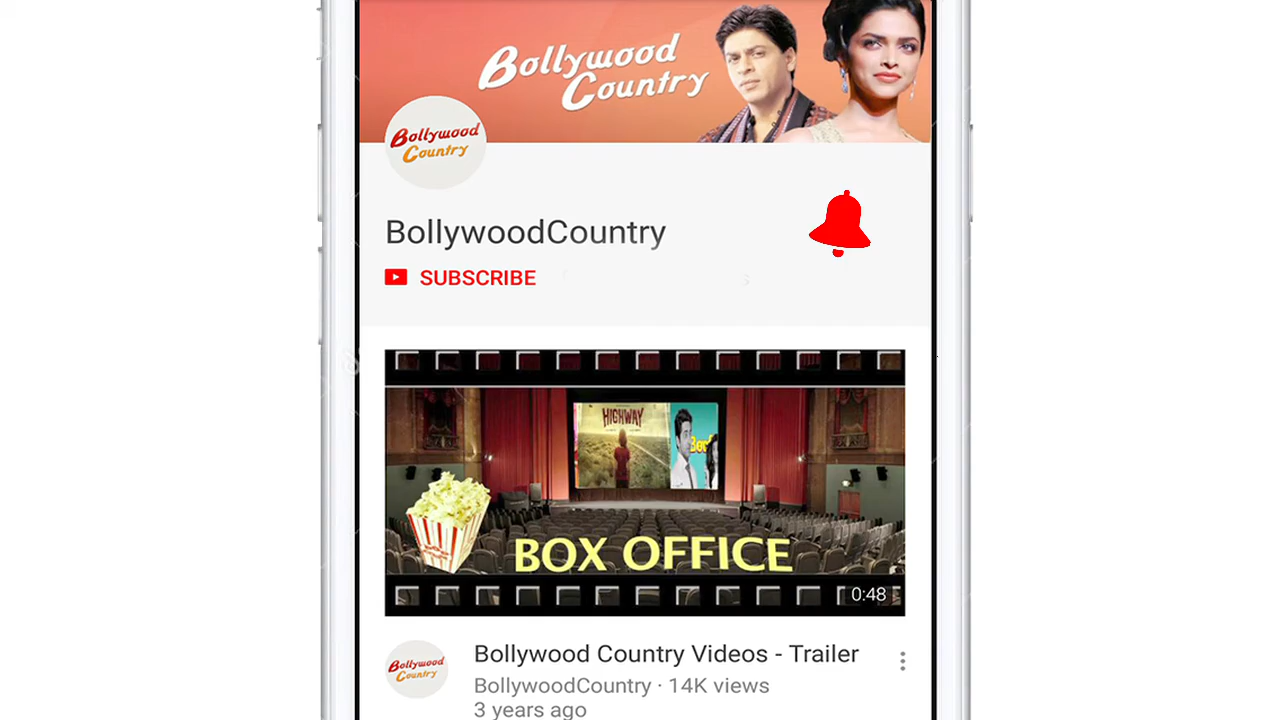 Bollywood
Country
Bollywood
Country
BollywoodCountry
SUBSCRIBE
HIGHWAY
BOX OFFICE
0:48
Bollywood
Country
Bollywood Country Videos - Trailer
BollywoodCountry · 14K views
3 years ago